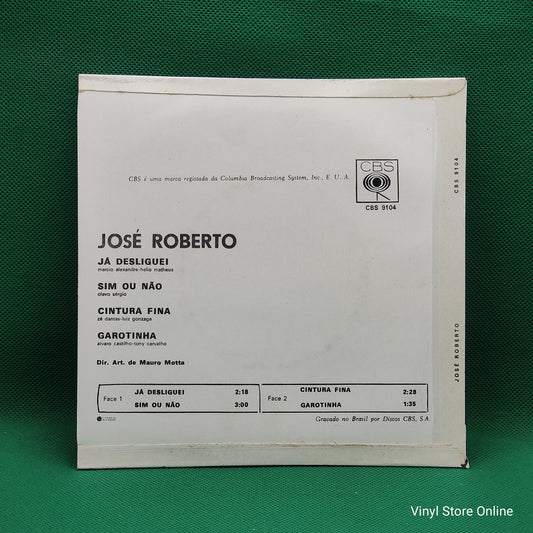 CBS é uma marca registada da Columbia Broadcasting System, Inc., E. U. A.
CBS
CBS 9104
CBS 9104
JOSÉ ROBERTO
JÁ DESLIGUEI
marcio alexandre-helio matheus
SIM OU NÃO
olavo sérgio
CINTURA FINA
zé dantas-luiz gonzaga
GAROTINHA
alvaro castilho-tony carvalho
Dir. Art. de Mauro Motta
JOSÉ ROBERTO
Face 1
JÁ DESLIGUEI 2:18
SIM OU NÃO 3:00
Face 2
CINTURA FINA 2:28
GAROTINHA 1:35
Gravado no Brasil por Discos CBS, S.A
Vinyl Store Online